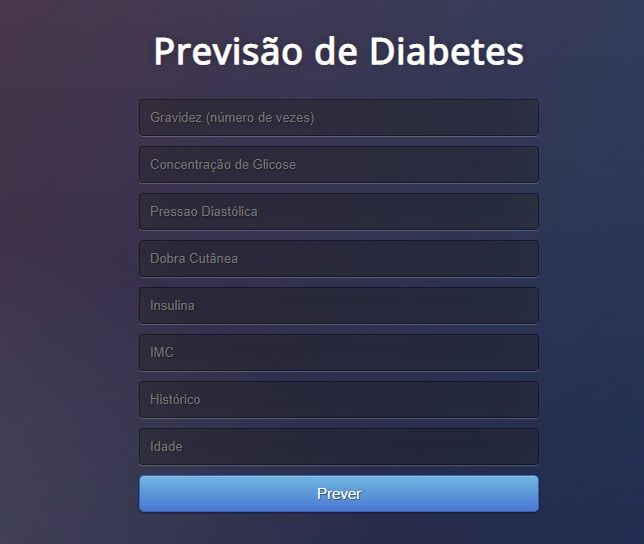 Previsão de Diabetes
Gravidez (número de vezes)
Concentração de Glicose
Pressao Diastólica
Dobra Cutânea
Insulina
IMC
Histórico
Idade
Prever